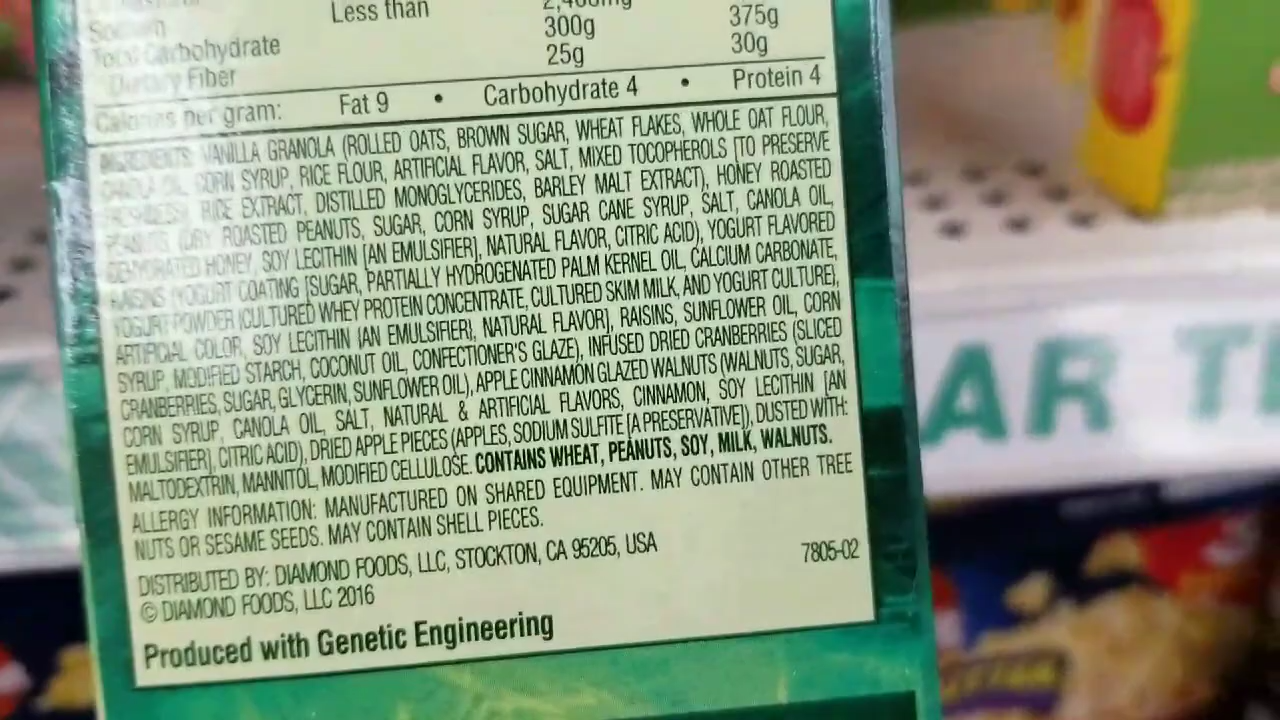 Less than 2,400mg
300g 375g
Total Carbohydrate 25g 30g
Dietary Fiber
Calories per gram:
Fat 9 • Carbohydrate 4 • Protein 4
INGREDIENTS: VANILLA GRANOLA (ROLLED OATS, BROWN SUGAR, WHEAT FLAKES, WHOLE OAT FLOUR,
CANOLA OIL, CORN SYRUP, RICE FLOUR, ARTIFICIAL FLAVOR, SALT, MIXED TOCOPHEROLS [TO PRESERVE
FRESHNESS], RICE EXTRACT, DISTILLED MONOGLYCERIDES, BARLEY MALT EXTRACT), HONEY ROASTED
PEANUTS (DRY ROASTED PEANUTS, SUGAR, CORN SYRUP, SUGAR CANE SYRUP, SALT, CANOLA OIL,
DEHYDRATED HONEY, SOY LECITHIN [AN EMULSIFIER], NATURAL FLAVOR, CITRIC ACID), YOGURT FLAVORED
RAISINS (YOGURT COATING [SUGAR, PARTIALLY HYDROGENATED PALM KERNEL OIL, CALCIUM CARBONATE,
YOGURT POWDER {CULTURED WHEY PROTEIN CONCENTRATE, CULTURED SKIM MILK, AND YOGURT CULTURE},
ARTIFICIAL COLOR, SOY LECITHIN {AN EMULSIFIER}, NATURAL FLAVOR], RAISINS, SUNFLOWER OIL, CORN
SYRUP, MODIFIED STARCH, COCONUT OIL, CONFECTIONER'S GLAZE), INFUSED DRIED CRANBERRIES (SLICED
CRANBERRIES, SUGAR, GLYCERIN, SUNFLOWER OIL), APPLE CINNAMON GLAZED WALNUTS (WALNUTS, SUGAR,
CORN SYRUP, CANOLA OIL, SALT, NATURAL & ARTIFICIAL FLAVORS, CINNAMON, SOY LECITHIN [AN
EMULSIFIER], CITRIC ACID), DRIED APPLE PIECES (APPLES, SODIUM SULFITE [A PRESERVATIVE]), DUSTED WITH:
MALTODEXTRIN, MANNITOL, MODIFIED CELLULOSE. CONTAINS WHEAT, PEANUTS, SOY, MILK, WALNUTS.
ALLERGY INFORMATION: MANUFACTURED ON SHARED EQUIPMENT. MAY CONTAIN OTHER TREE
NUTS OR SESAME SEEDS. MAY CONTAIN SHELL PIECES.
DISTRIBUTED BY: DIAMOND FOODS, LLC, STOCKTON, CA 95205, USA
7805-02
© DIAMOND FOODS, LLC 2016
Produced with Genetic Engineering
AR